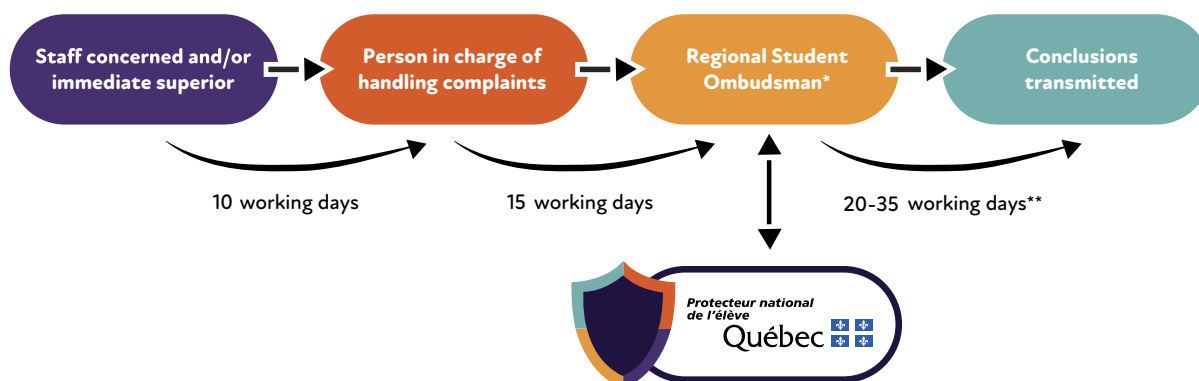 Staff concerned and/or
immediate superior
Person in charge of
handling complaints
Regional Student
Ombudsman*
Conclusions
transmitted
10 working days
15 working days
20-35 working days**
Protecteur national
de l'élève
Québec